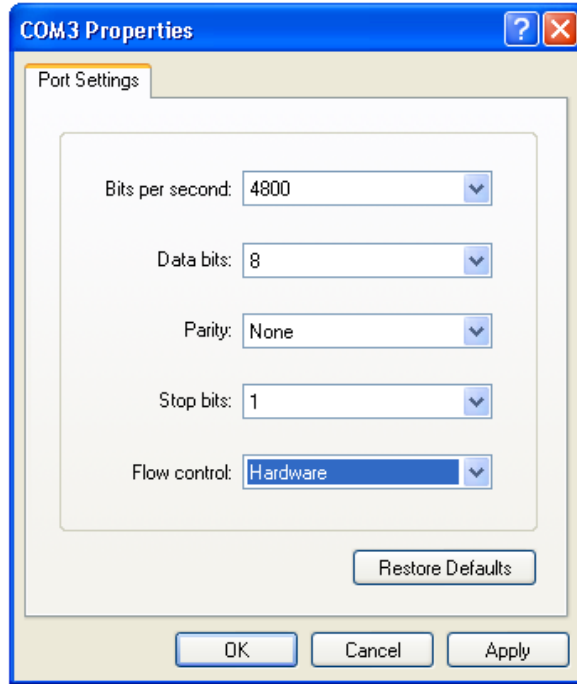 COM3 Properties
Port Settings
Bits per second: 4800
Data bits: 8
Parity: None
Stop bits: 1
Flow control: Hardware
Restore Defaults
OK Cancel Apply